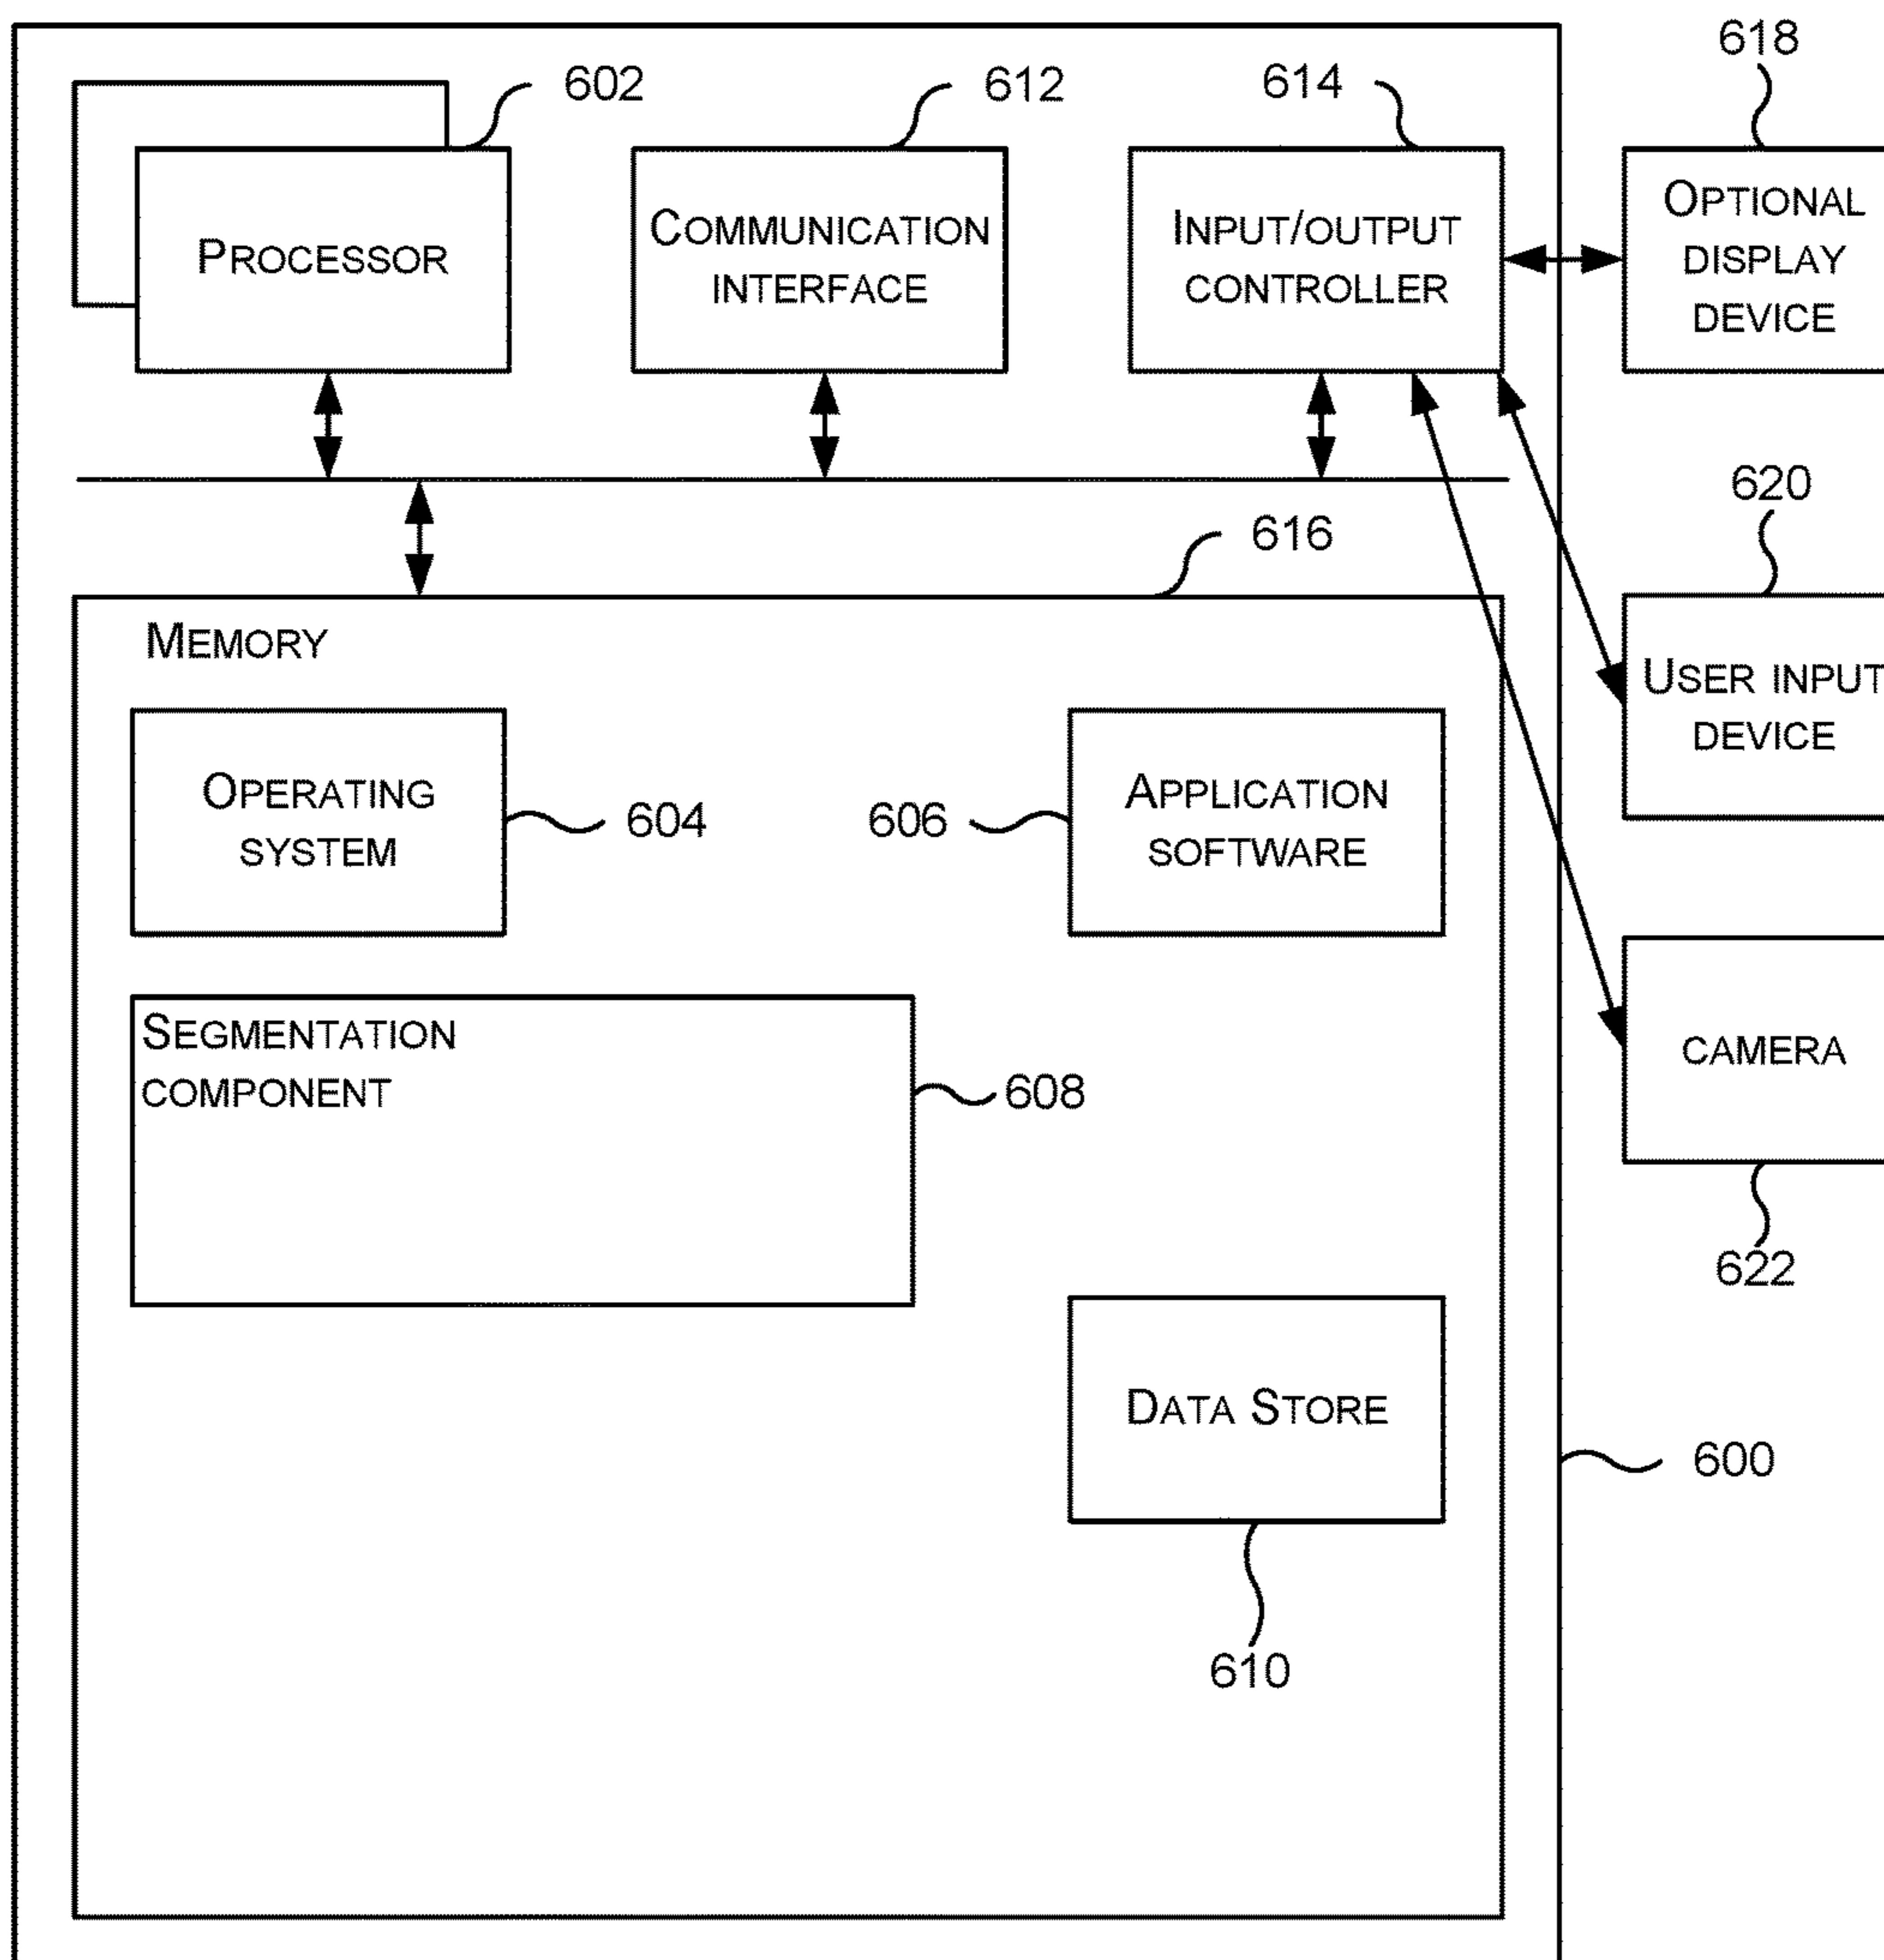 618
602
612
614
PROCESSOR
COMMUNICATION
INTERFACE
INPUT/OUTPUT
CONTROLLER
OPTIONAL
DISPLAY
DEVICE
620
616
MEMORY
USER INPUT
DEVICE
OPERATING
SYSTEM
604
606
APPLICATION
SOFTWARE
SEGMENTATION
COMPONENT
608
CAMERA
622
DATA STORE
600
610